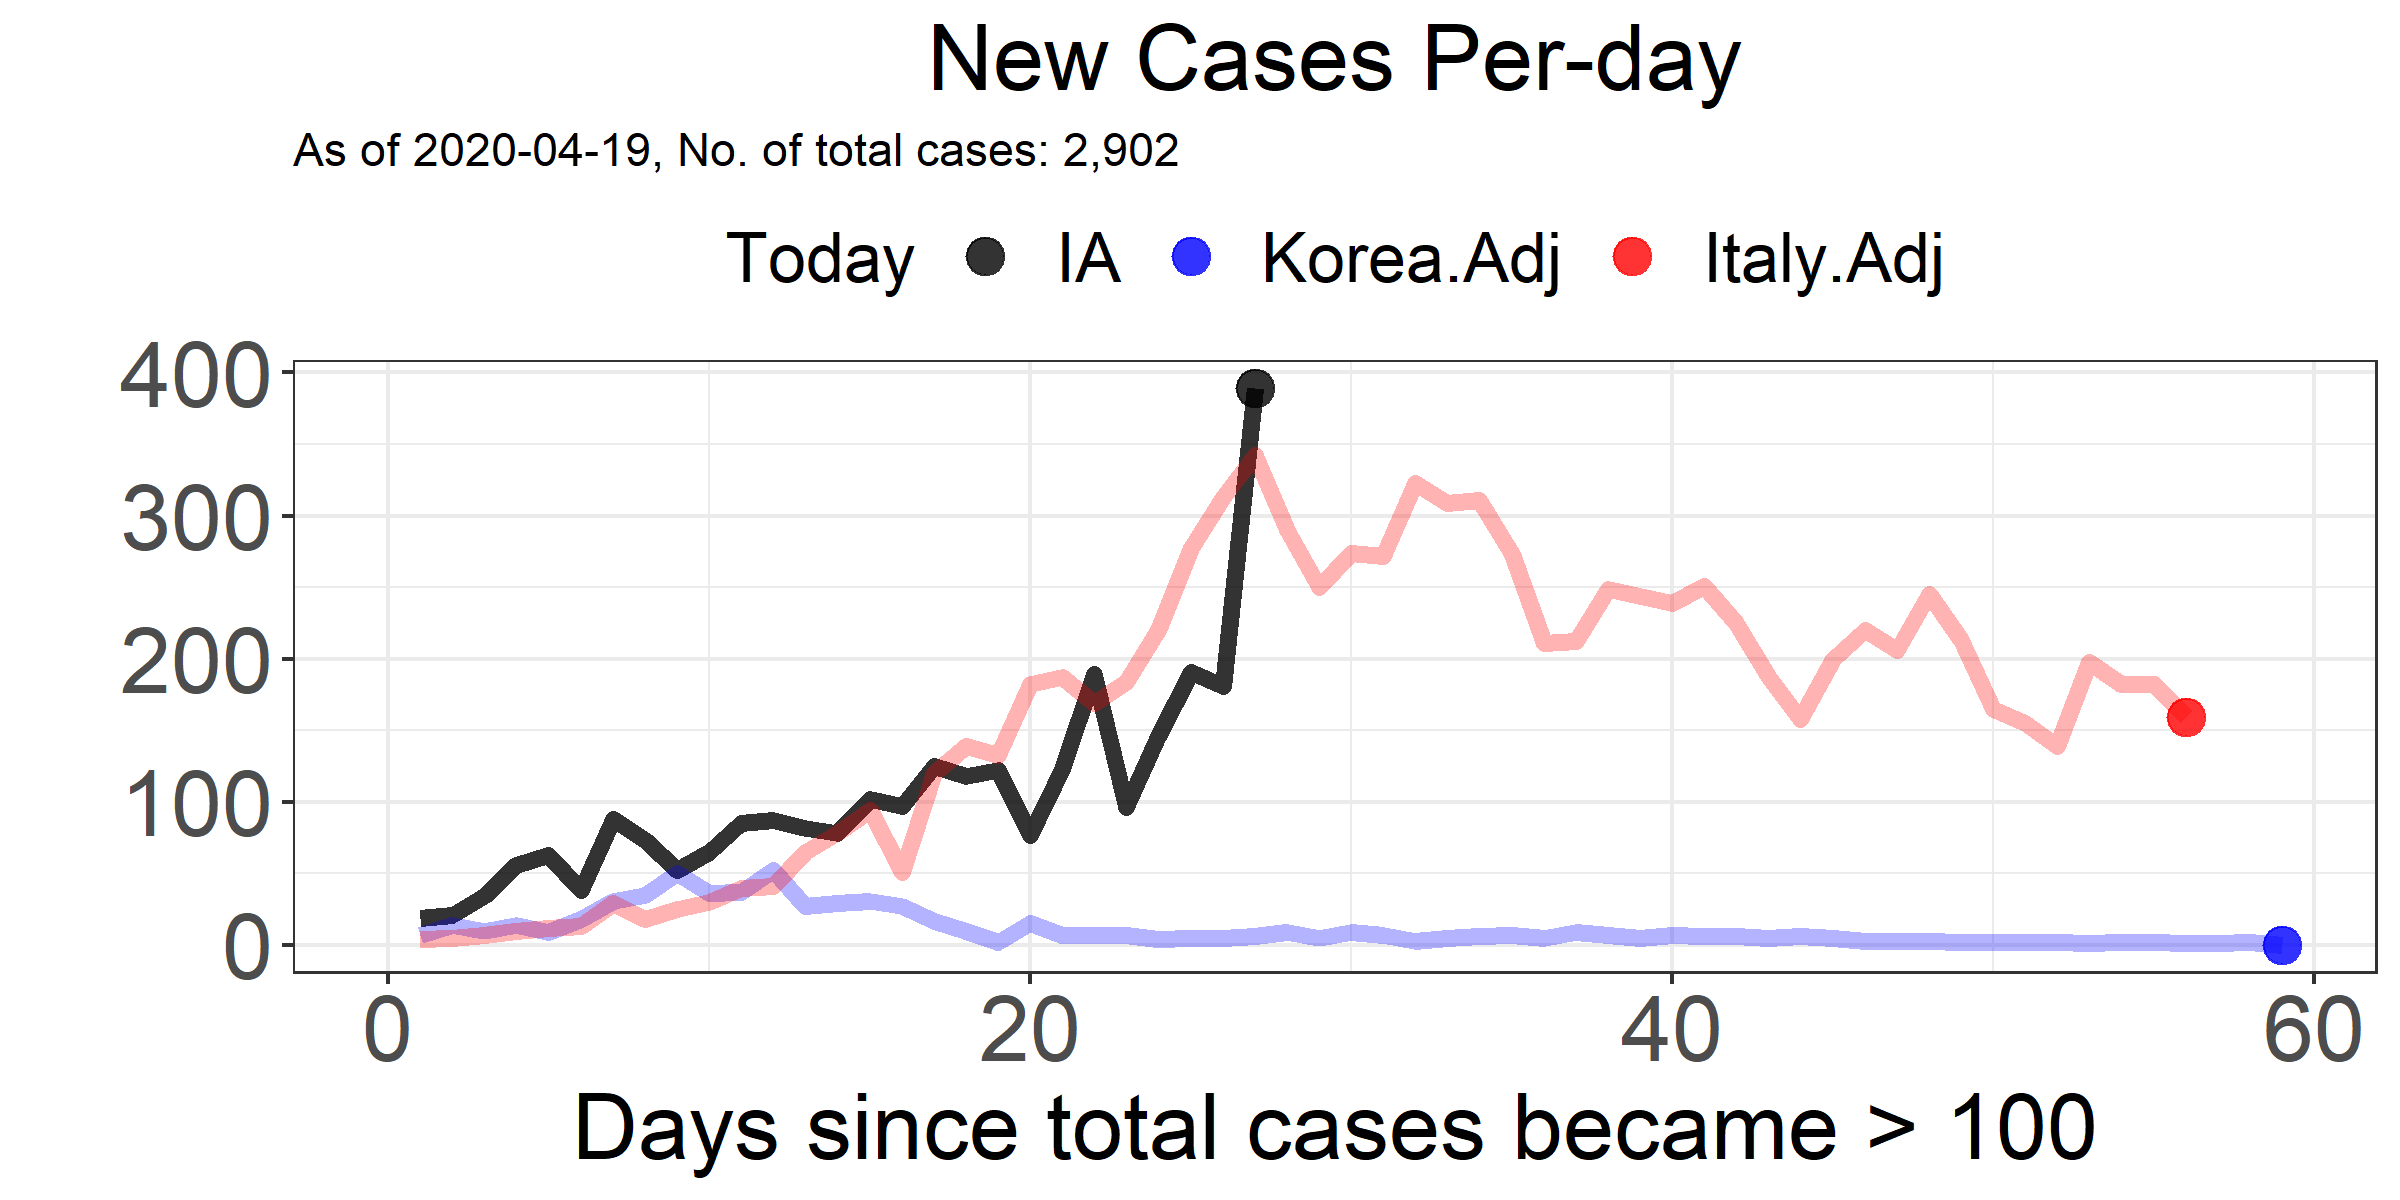 New Cases Per-day
As of 2020-04-19, No. of total cases: 2,902
Today IA Korea.Adj Italy.Adj
400
300
200
100
0
0 20 40 60
Days since total cases became > 100